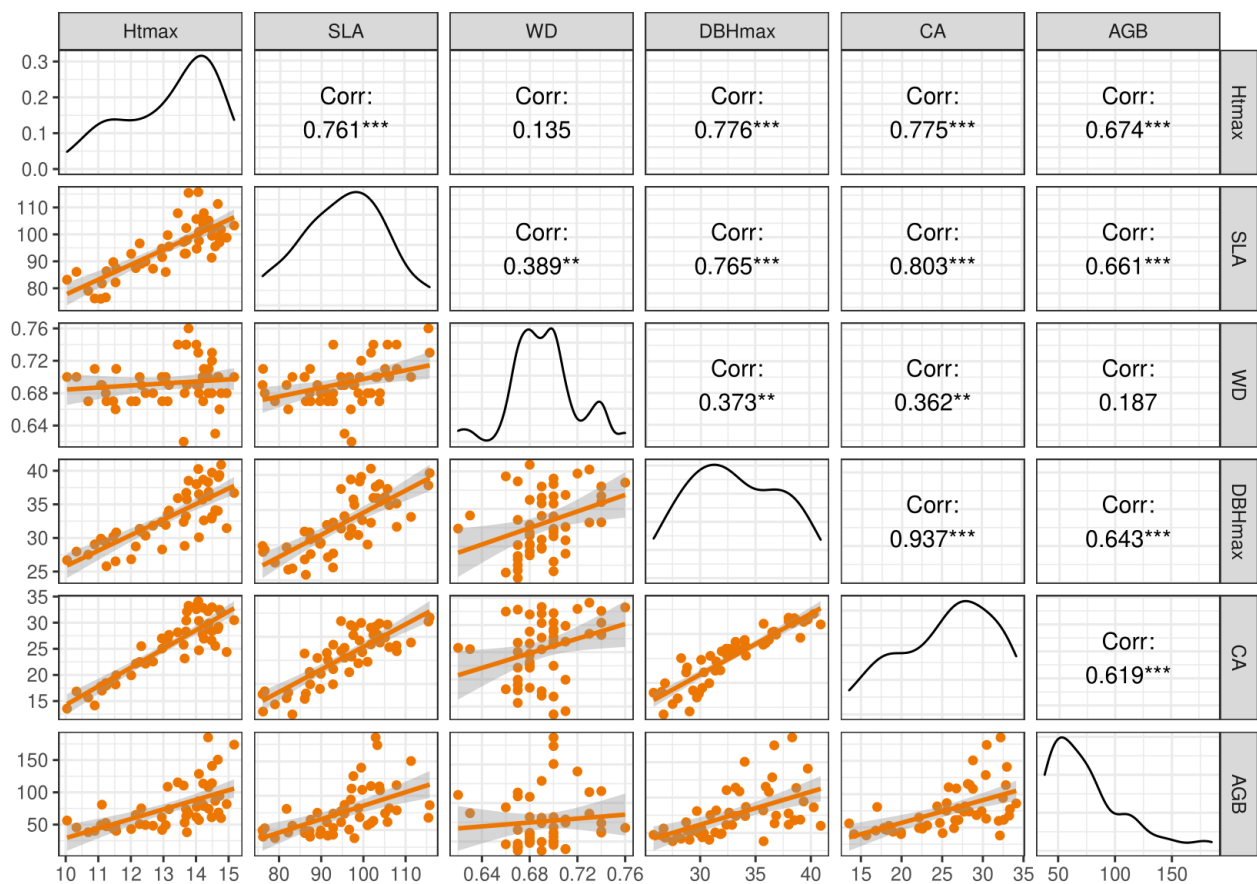 Htmax SLA WD DBHmax CA AGB
0.3
0.2
0.1
0.0
Corr:
0.761***
Corr:
0.135
Corr:
0.776***
Corr:
0.775***
Corr:
0.674***
Htmax
110
100
90
80
Corr:
0.389**
Corr:
0.765***
Corr:
0.803***
Corr:
0.661***
SLA
0.76
0.72
0.68
0.64
Corr:
0.373**
Corr:
0.362**
Corr:
0.187
WD
40
35
30
25
Corr:
0.937***
Corr:
0.643***
DBHmax
35
30
25
20
15
Corr:
0.619***
CA
150
100
50
AGB
10 11 12 13 14 15
80 90 100 110
0.64 0.68 0.72 0.76
30 35 40
15 20 25 30 35
50 100 150